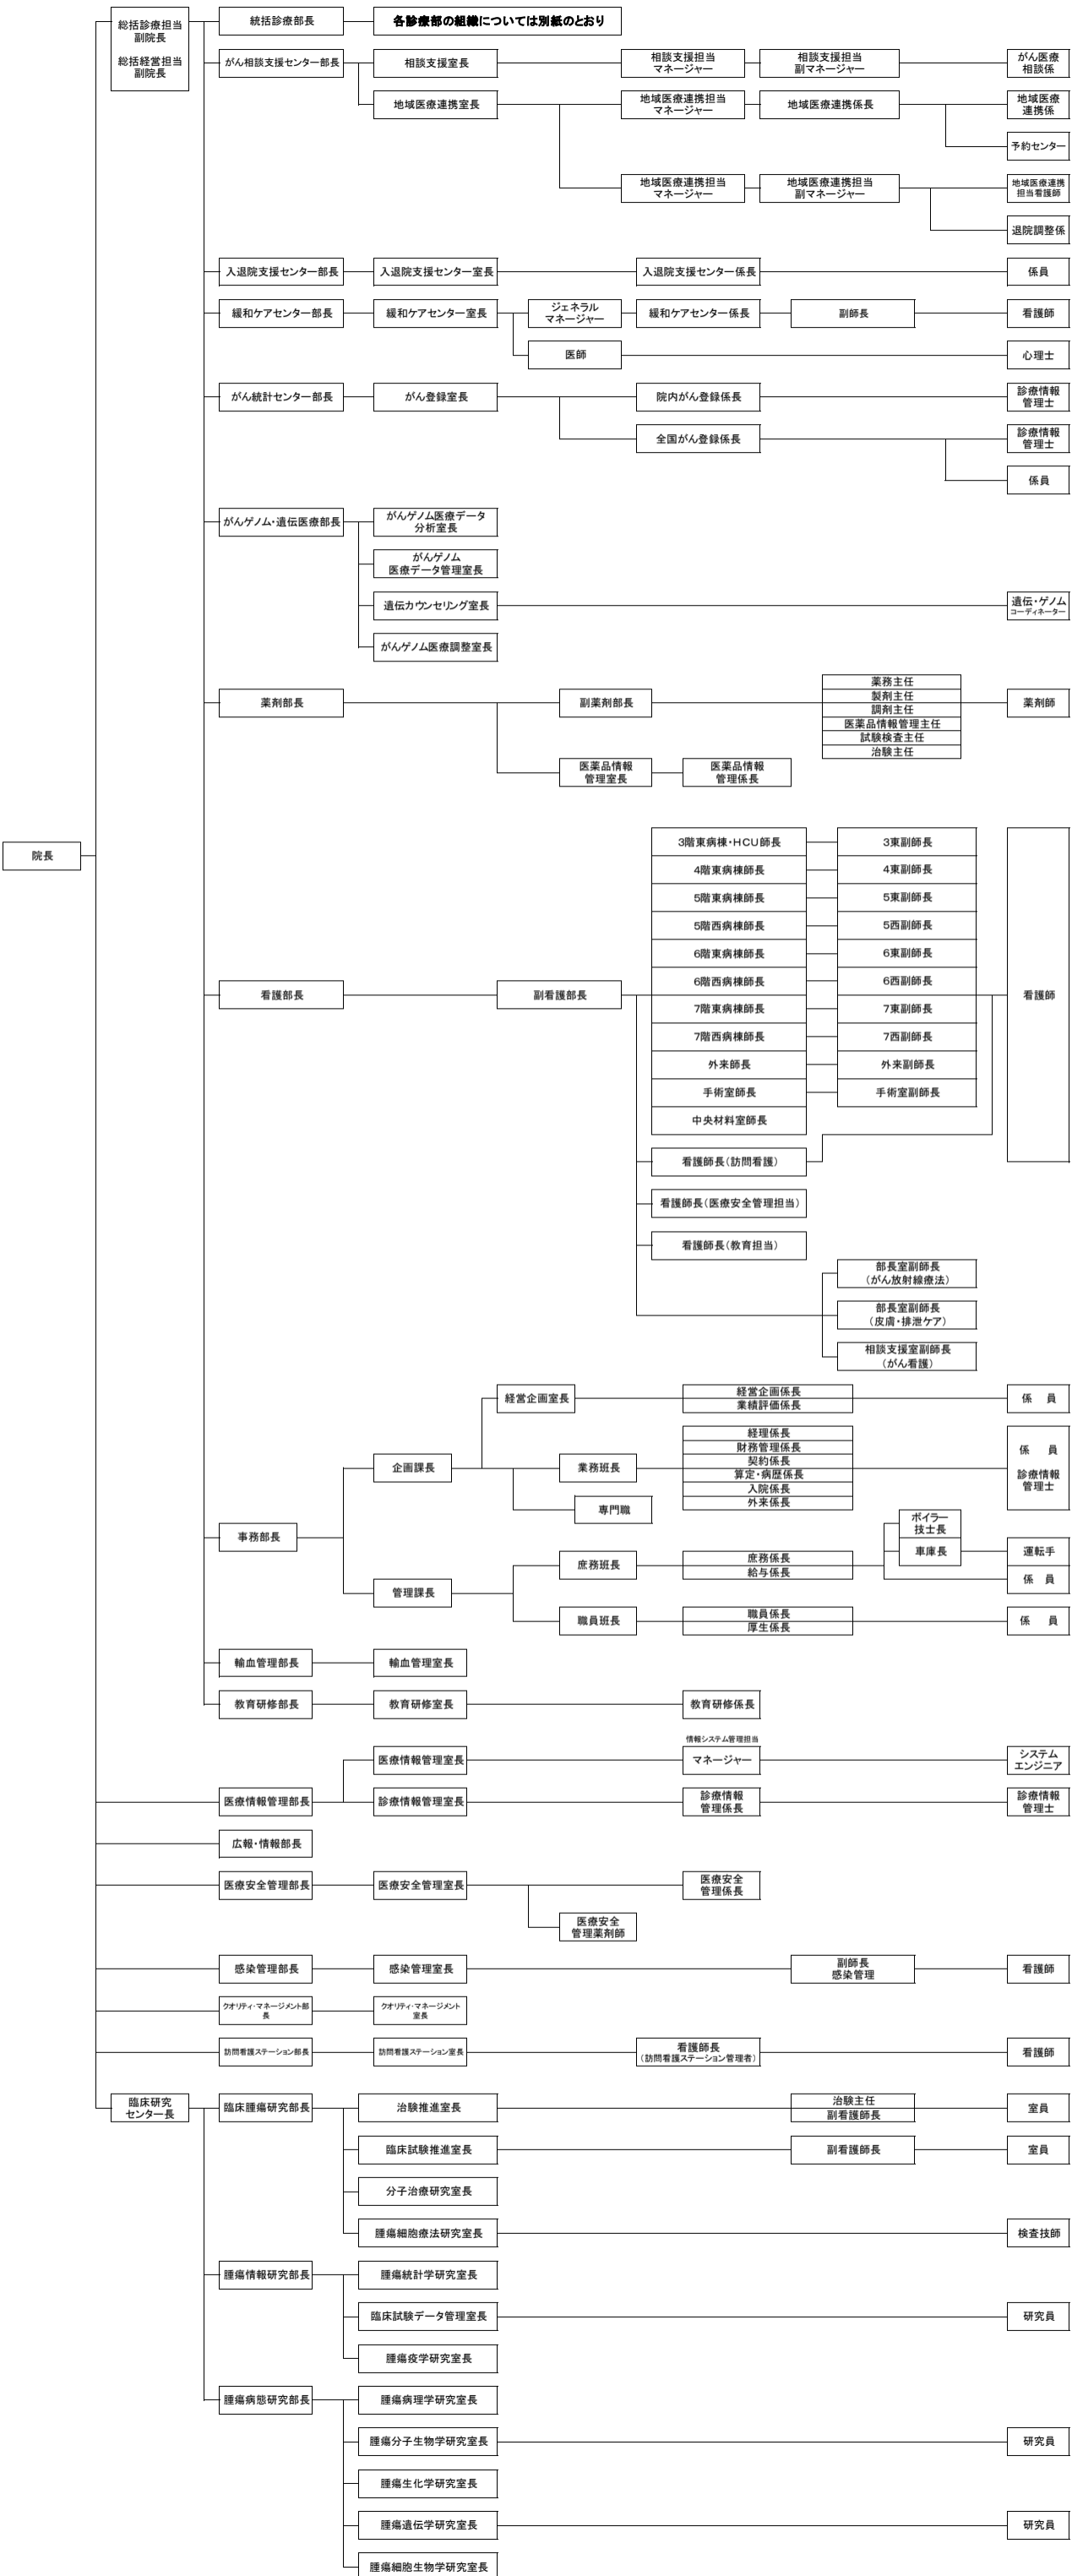 総括診療担当
副院長
総括経営担当
副院長
統括診療部長
各診療部の組織については別紙のとおり
がん相談支援センター部長
相談支援室長
相談支援担当
マネージャー
相談支援担当
副マネージャー
がん医療
相談係
地域医療連携室長
地域医療連携担当
マネージャー
地域医療連携係長
地域医療
連携係
予約センター
地域医療連携担当
マネージャー
地域医療連携担当
副マネージャー
地域医療連携
担当看護師
退院調整係
入退院支援センター部長
入退院支援センター室長
入退院支援センター係長
係員
緩和ケアセンター部長
緩和ケアセンター室長
ジェネラル
マネージャー
緩和ケアセンター係長
副師長
看護師
医師
心理士
がん統計センター部長
がん登録室長
院内がん登録係長
診療情報
管理士
全国がん登録係長
診療情報
管理士
係員
がんゲノム・遺伝医療部長
がんゲノム医療データ
分析室長
がんゲノム
医療データ管理室長
遺伝カウンセリング室長
遺伝・ゲノム
コーディネーター
がんゲノム医療調整室長
薬剤部長
副薬剤部長
薬務主任
製剤主任
調剤主任
医薬品情報管理主任
試験検査主任
治験主任
薬剤師
医薬品情報
管理室長
医薬品情報
管理係長
院長
3階東病棟・HCU師長
3東副師長
4階東病棟師長
4東副師長
5階東病棟師長
5東副師長
5階西病棟師長
5西副師長
6階東病棟師長
6東副師長
6階西病棟師長
6西副師長
看護部長
副看護部長
7階東病棟師長
7東副師長
看護師
7階西病棟師長
7西副師長
外来師長
外来副師長
手術室師長
手術室副師長
中央材料室師長
看護師長(訪問看護)
看護師長(医療安全管理担当)
看護師長(教育担当)
部長室副師長
(がん放射線療法)
部長室副師長
(皮膚・排泄ケア)
相談支援室副師長
(がん看護)
経営企画室長
経営企画係長
業績評価係長
係 員
企画課長
業務班長
経理係長
財務管理係長
契約係長
算定・病歴係長
入院係長
外来係長
係 員
診療情報
管理士
専門職
事務部長
ボイラー
技士長
車庫長
運転手
庶務班長
庶務係長
給与係長
係 員
管理課長
職員班長
職員係長
厚生係長
係 員
輸血管理部長
輸血管理室長
教育研修部長
教育研修室長
教育研修係長
情報システム管理担当
医療情報管理室長
マネージャー
システム
エンジニア
医療情報管理部長
診療情報管理室長
診療情報
管理係長
診療情報
管理士
広報・情報部長
医療安全管理部長
医療安全管理室長
医療安全
管理係長
医療安全
管理薬剤師
感染管理部長
感染管理室長
副師長
感染管理
看護師
クオリティ・マネージメント部
長
クオリティ・マネージメント
室長
訪問看護ステーション部長
訪問看護ステーション室長
看護師長
(訪問看護ステーション管理者)
看護師
臨床研究
センター長
臨床腫瘍研究部長
治験推進室長
治験主任
副看護師長
室員
臨床試験推進室長
副看護師長
室員
分子治療研究室長
腫瘍細胞療法研究室長
検査技師
腫瘍情報研究部長
腫瘍統計学研究室長
臨床試験データ管理室長
研究員
腫瘍疫学研究室長
腫瘍病態研究部長
腫瘍病理学研究室長
腫瘍分子生物学研究室長
研究員
腫瘍生化学研究室長
腫瘍遺伝学研究室長
研究員
腫瘍細胞生物学研究室長